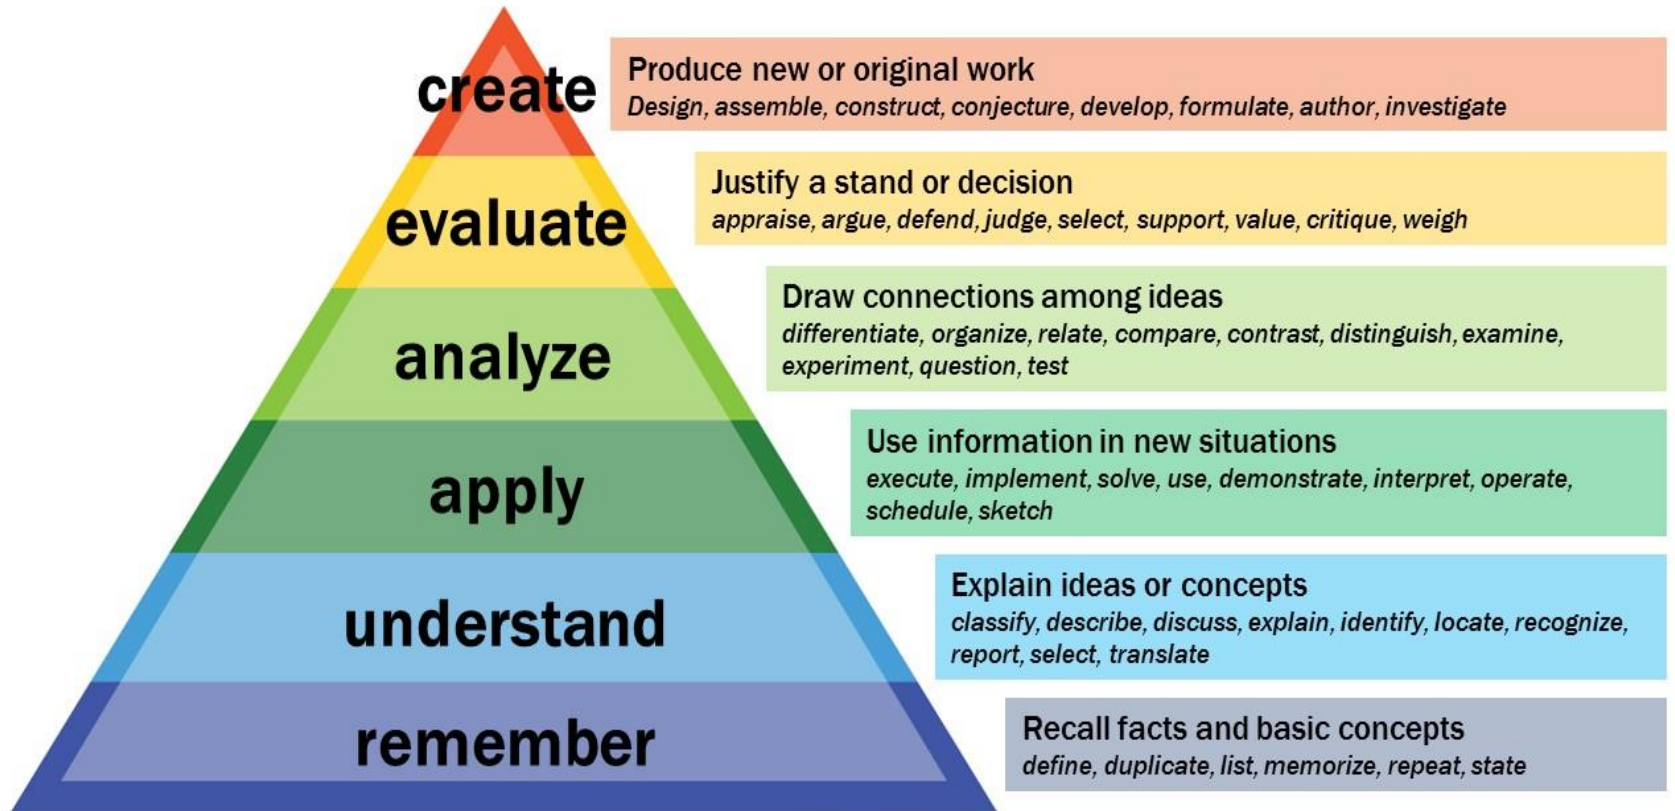 create
Produce new or original work
Design, assemble, construct, conjecture, develop, formulate, author, investigate
evaluate
Justify a stand or decision
appraise, argue, defend, judge, select, support, value, critique, weigh
analyze
Draw connections among ideas
differentiate, organize, relate, compare, contrast, distinguish, examine,
experiment, question, test
apply
Use information in new situations
execute, implement, solve, use, demonstrate, interpret, operate,
schedule, sketch
understand
Explain ideas or concepts
classify, describe, discuss, explain, identify, locate, recognize,
report, select, translate
remember
Recall facts and basic concepts
define, duplicate, list, memorize, repeat, state